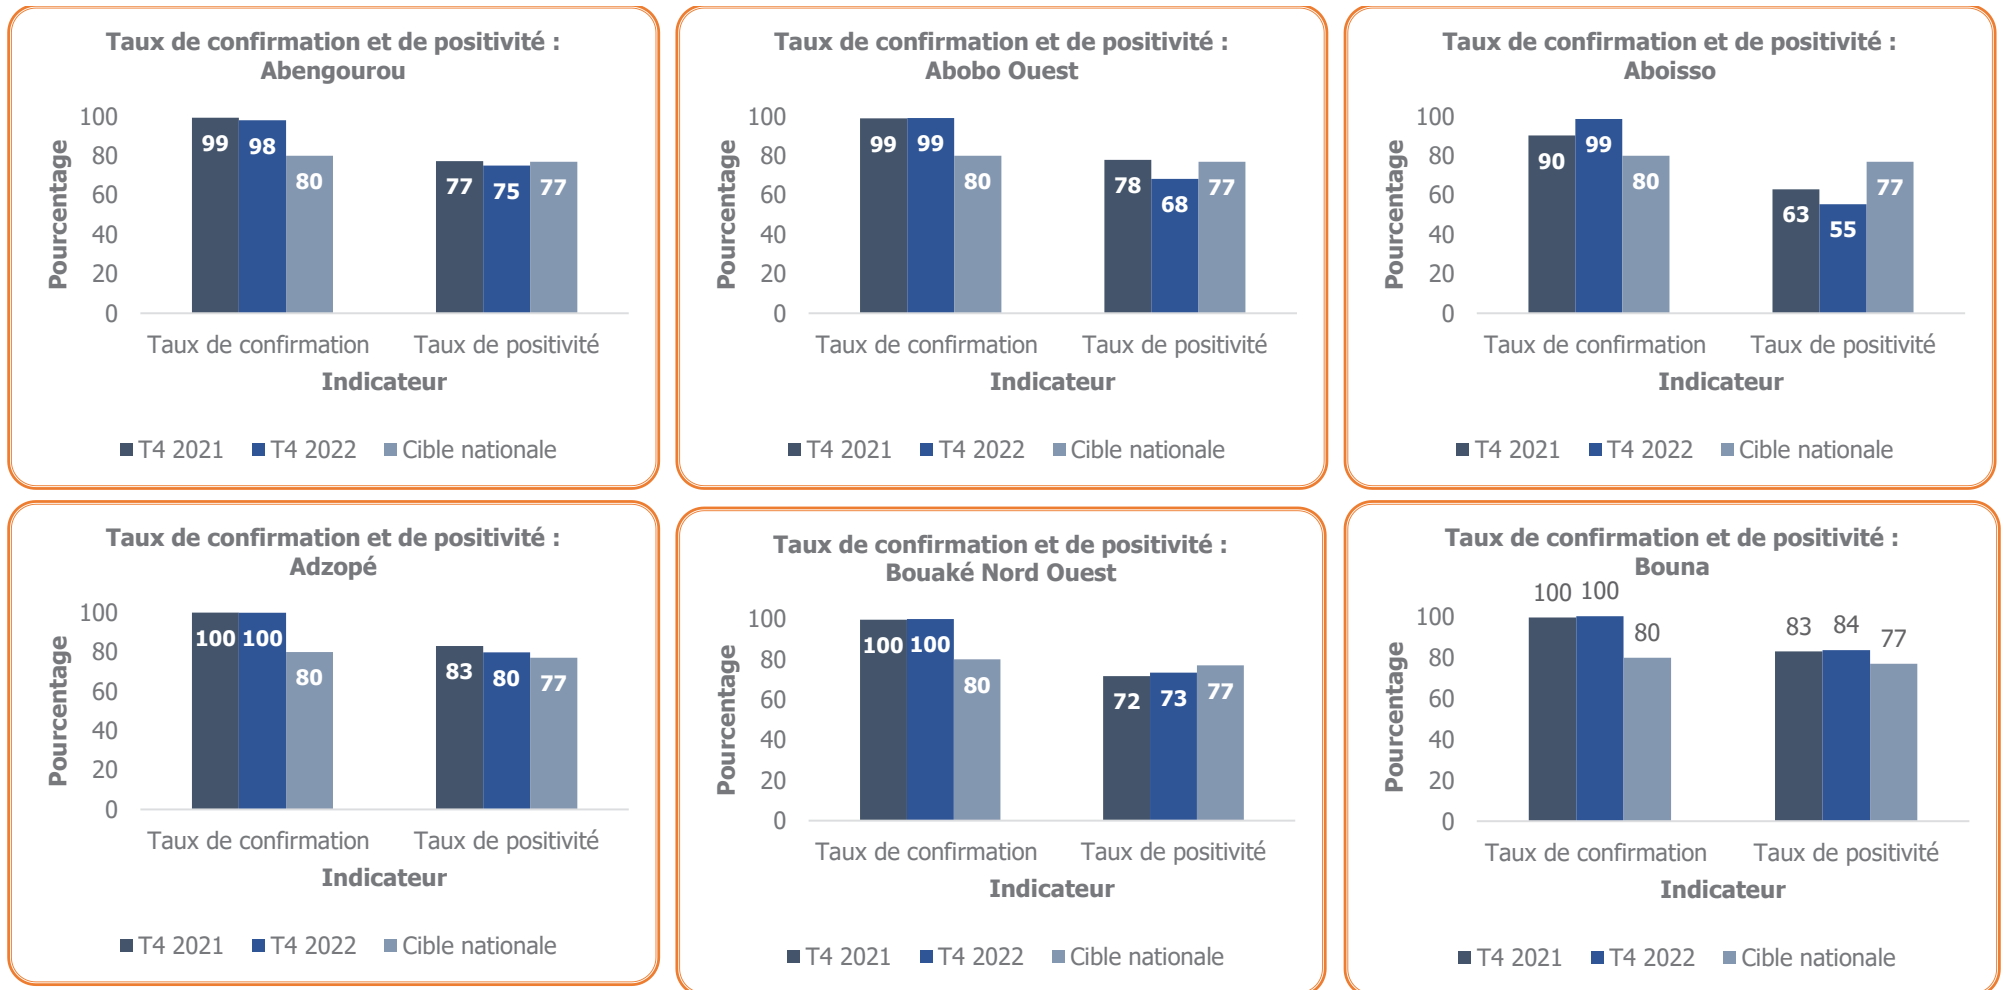 Taux de confirmation et de positivité :
Abengourou
100
80
60
40
20
0
Pourcentage
99
98
80
77
75
77
Taux de confirmation
Taux de positivité
Indicateur
T4 2021
T4 2022
Cible nationale
Taux de confirmation et de positivité :
Abobo Ouest
100
80
60
40
20
0
Pourcentage
99
99
80
78
68
77
Taux de confirmation
Taux de positivité
Indicateur
T4 2021
T4 2022
Cible nationale
Taux de confirmation et de positivité :
Aboisso
100
80
60
40
20
0
Pourcentage
90
99
80
63
55
77
Taux de confirmation
Taux de positivité
Indicateur
T4 2021
T4 2022
Cible nationale
Taux de confirmation et de positivité :
Adzopé
100
80
60
40
20
0
Pourcentage
100
100
80
83
80
77
Taux de confirmation
Taux de positivité
Indicateur
T4 2021
T4 2022
Cible nationale
Taux de confirmation et de positivité :
Bouaké Nord Ouest
100
80
60
40
20
0
Pourcentage
100
100
80
72
73
77
Taux de confirmation
Taux de positivité
Indicateur
T4 2021
T4 2022
Cible nationale
Taux de confirmation et de positivité :
Bouna
100
80
60
40
20
0
Pourcentage
100
100
80
83
84
77
Taux de confirmation
Taux de positivité
Indicateur
T4 2021
T4 2022
Cible nationale